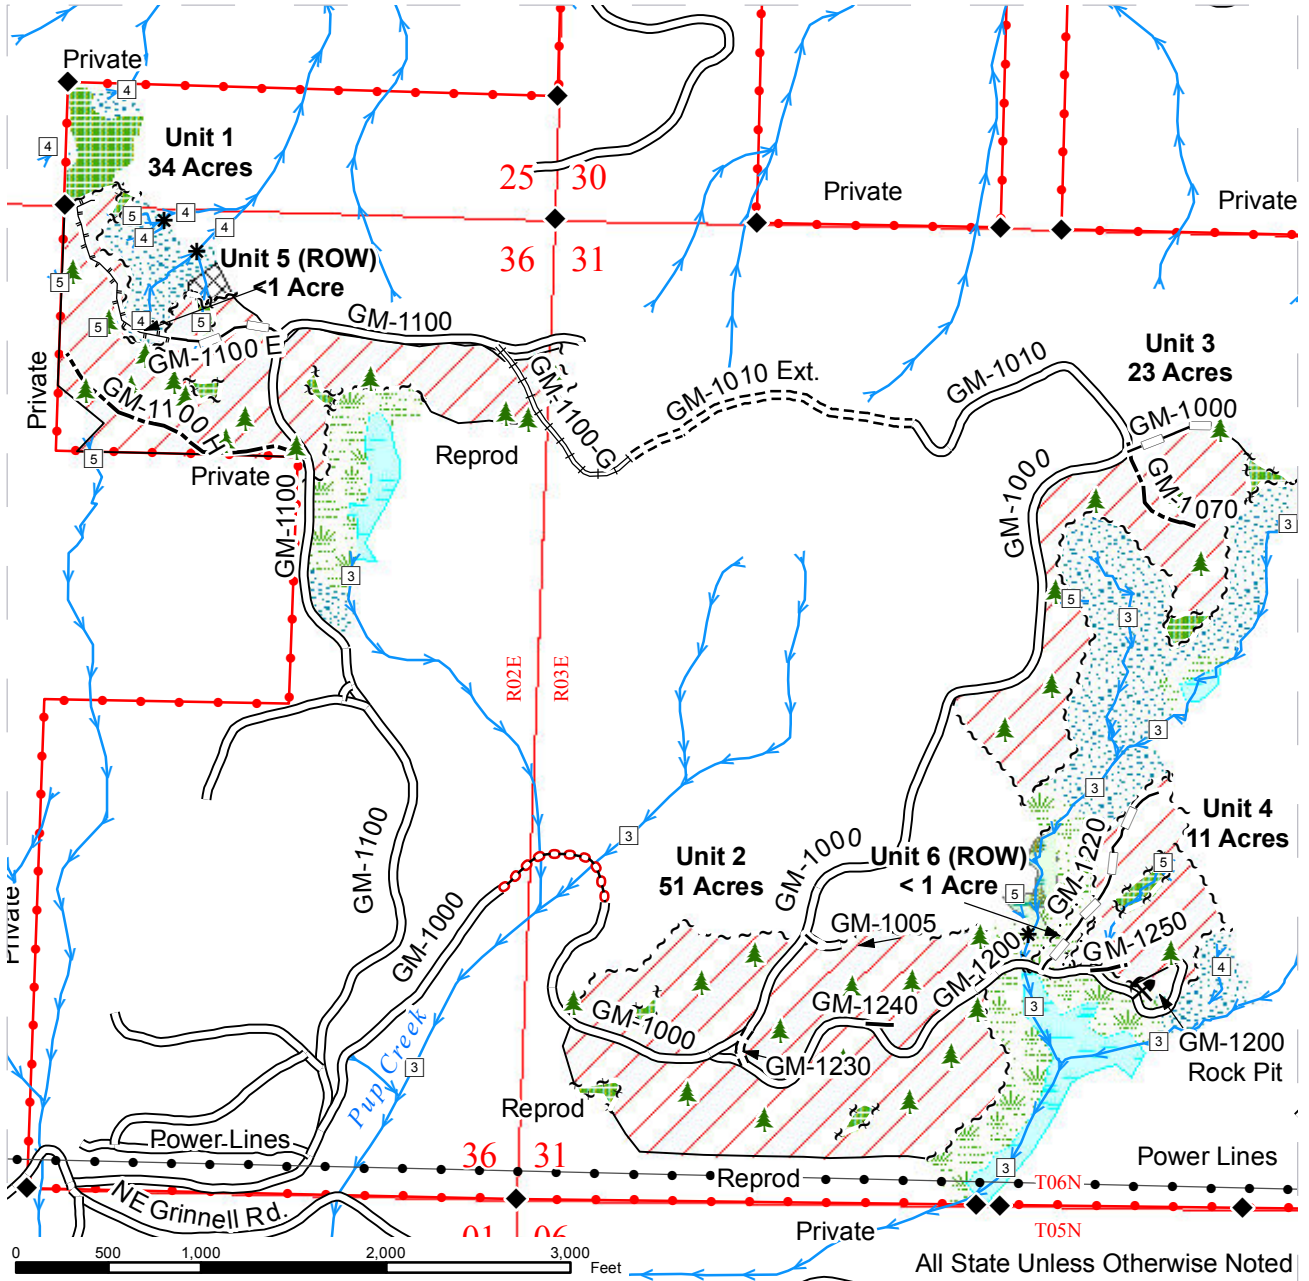 Private
4
Unit 1
34 Acres
4
25
30
Private
Private
5
4
4
4
36
31
Unit 5 (ROW)
<1 Acre
5
4
5
5
GM-1100
GM-1100 E
Unit 3
23 Acres
GM-1010
GM-1010 Ext.
GM-1100-G
Private
GM-1100 H
GM-1000
Reprod
5
Private
GM-1100
GM-1000
GM-1070
3
3
5
3
R02E
R03E
3
3
3
GM-1100
Unit 4
11 Acres
GM-1220
GM-1000
Unit 2
51 Acres
Unit 6 (ROW)
< 1 Acre
5
5
Private
GM-1000
GM-1005
GM-1200
GM-1250
4
GM-1240
3
GM-1000
Pup Creek
3
GM-1230
3
GM-1200
Rock Pit
Reprod
Power Lines
36
31
3
Power Lines
Reprod
T06N
NE Grinnell Rd.
01
06
Private
T05N
0
500
1,000
2,000
3,000
Feet
All State Unless Otherwise Noted